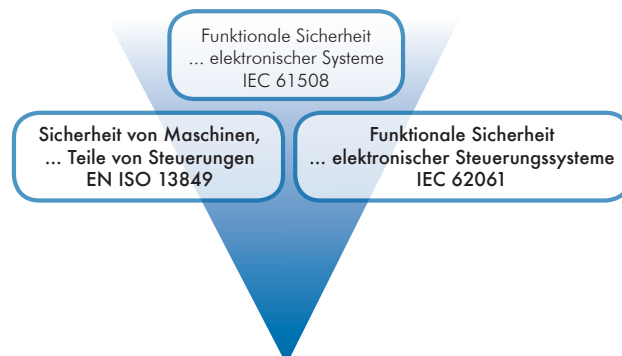 Funktionale Sicherheit
... elektronischer Systeme
IEC 61508
Sicherheit von Maschinen,
... Teile von Steuerungen
EN ISO 13849
Funktionale Sicherheit
... elektronischer Steuerungssysteme
IEC 62061